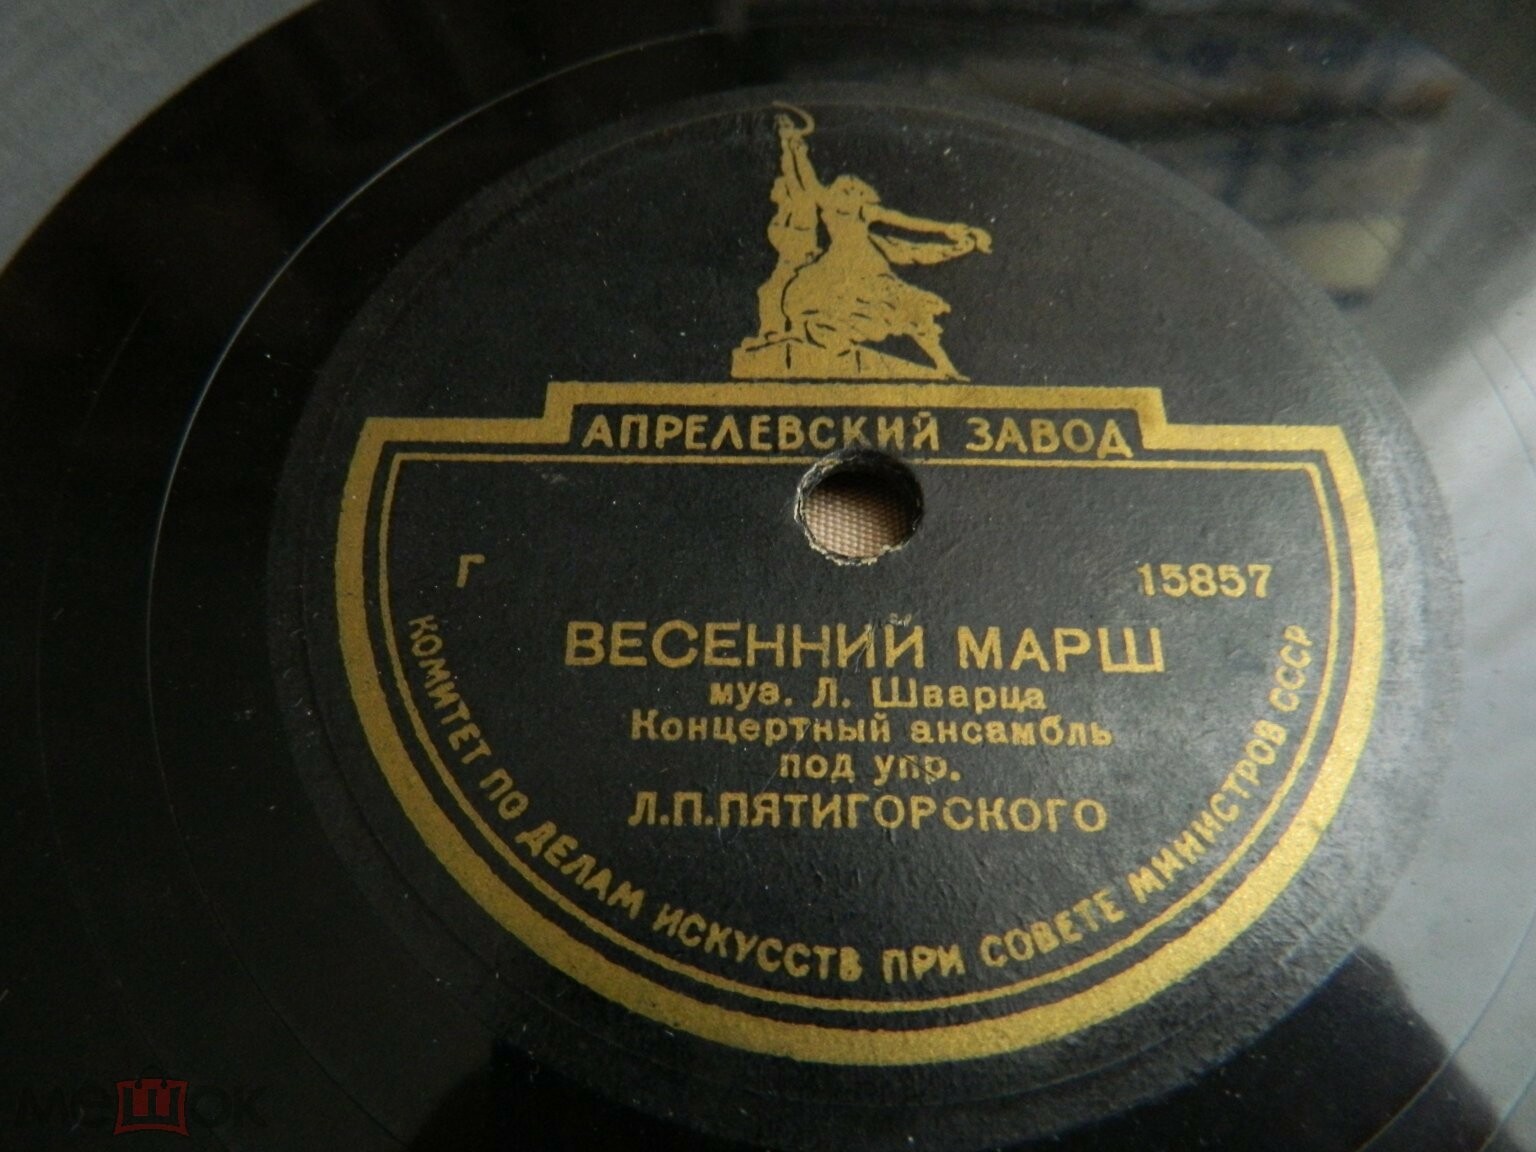 АПРЕЛЕВСКИЙ ЗАВОД
Г 15857
ВЕСЕННИЙ МАРШ
муз. Л. Шварца
Концертный ансамбль
под упр.
Л.П.ПЯТИГОРСКОГО
КОМИТЕТ ПО ДЕЛАМ ИСКУССТВ ПРИ СОВЕТЕ МИНИСТРОВ СССР
мешок